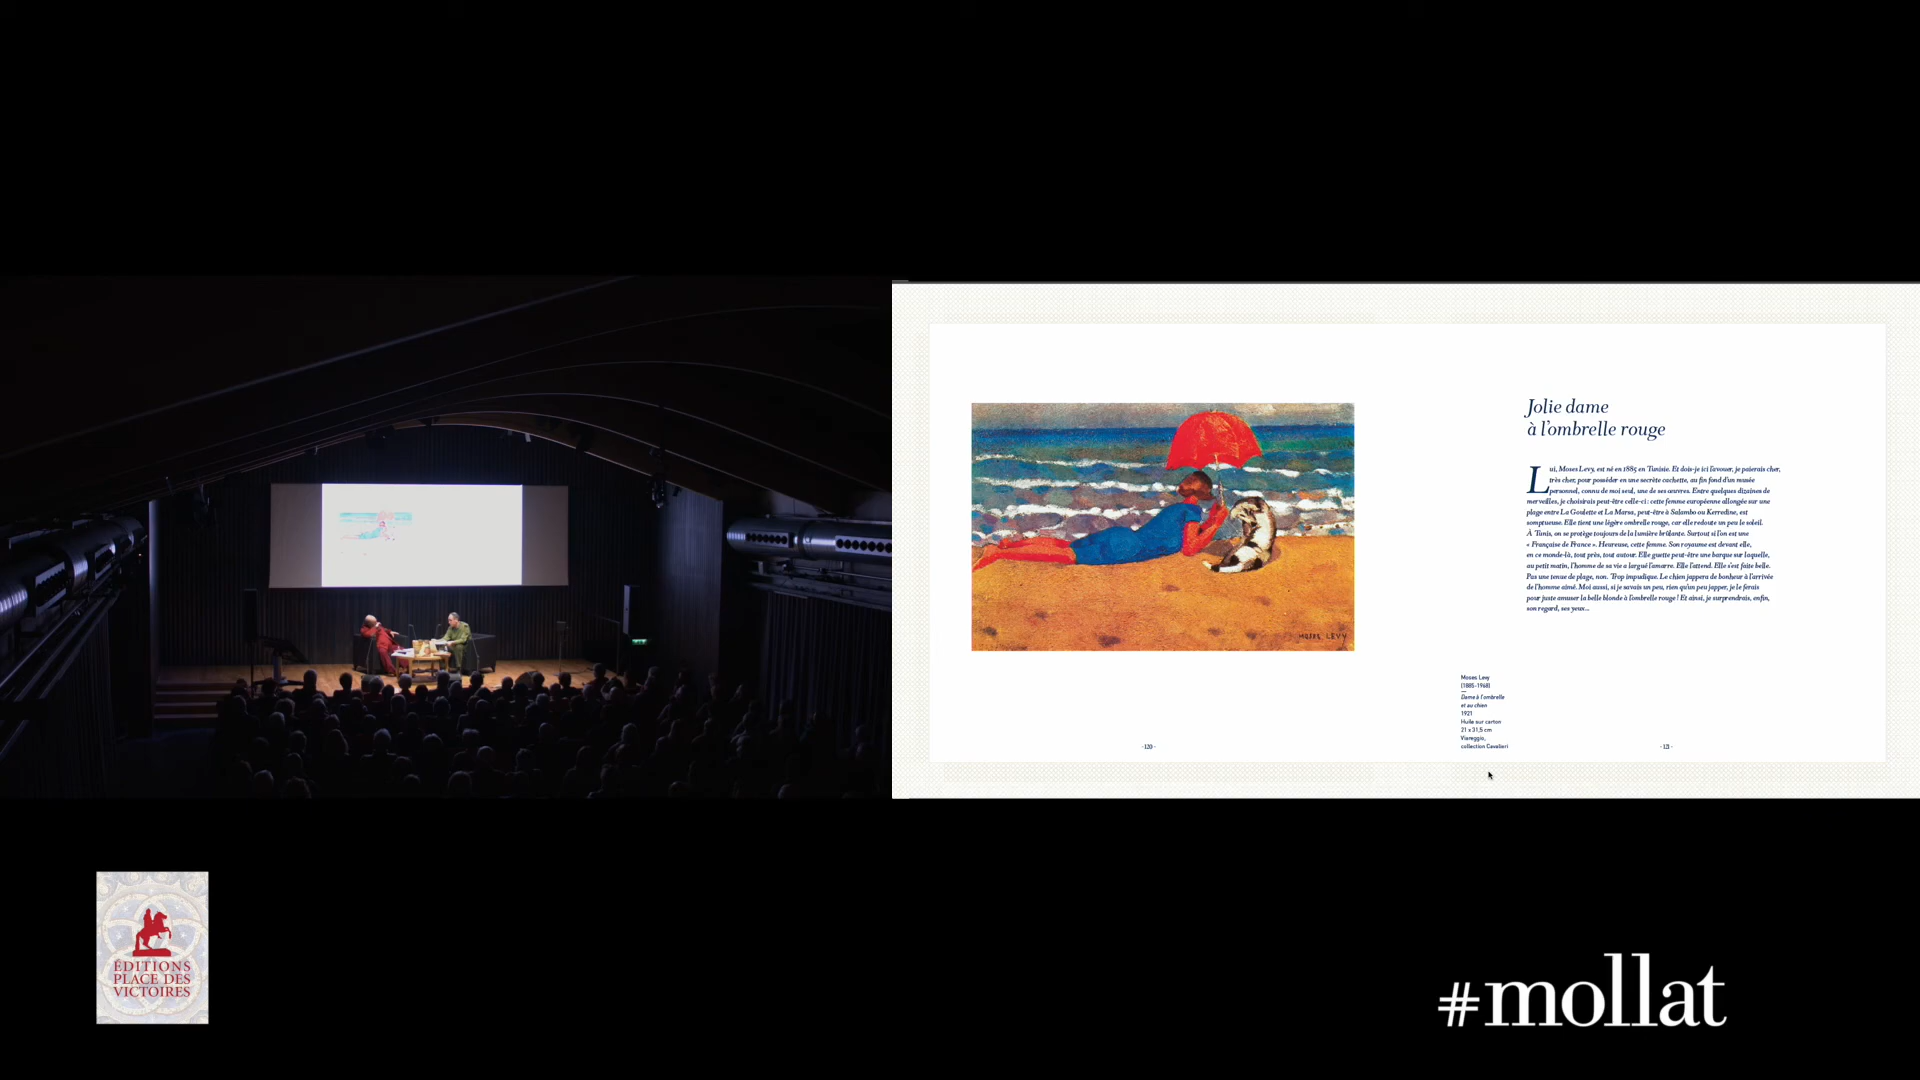 Jolie dame
à l'ombrelle rouge
Lui, Moses Levy, est né en 1885 en Tunisie. Et dois-je ici l'avouer, je paierais cher,
très cher, pour posséder en une secrète cachette, au fin fond d'un musée
personnel, connu de moi seul, une de ses œuvres. Entre quelques dizaines de
merveilles, je choisirais peut-être celle-ci : cette femme européenne allongée sur une
plage entre La Goulette et La Marsa, peut-être à Salambo ou Kerredine, est
somptueuse. Elle tient une légère ombrelle rouge, car elle redoute un peu le soleil.
À Tunis, on se protège toujours de la lumière brûlante. Surtout si l'on est une
« Française de France ». Heureuse, cette femme. Son royaume est devant elle,
en ce monde-là, tout près, tout autour. Elle guette peut-être une barque sur laquelle,
au petit matin, l'homme de sa vie a largué l'amarre. Elle l'attend. Elle s'est faite belle.
Pas une tenue de plage, non. Trop impudique. Le chien jappera de bonheur à l'arrivée
de l'homme aimé. Moi aussi, si je savais un peu, rien qu'un peu japper, je le ferais
pour juste amuser la belle blonde à l'ombrelle rouge ! Et ainsi, je surprendrais, enfin,
son regard, ses yeux...
MOSES LEVY
Moses Levy
(1885-1968)
—
Dame à l'ombrelle
et au chien
1921
Huile sur carton
21 x 31,5 cm
Viareggio,
collection Cavalieri
- 120 -
- 121 -
ÉDITIONS
PLACE DES
VICTOIRES
#mollat